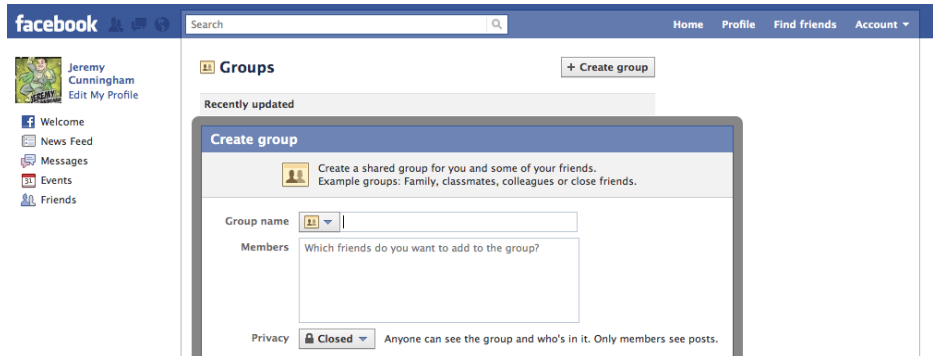 facebook
Search
Home Profile Find friends Account
Jeremy
Cunningham
Edit My Profile
Welcome
News Feed
Messages
31 Events
Friends
Groups
+ Create group
Recently updated
Create group
Create a shared group for you and some of your friends.
Example groups: Family, classmates, colleagues or close friends.
Group name
Members Which friends do you want to add to the group?
Privacy Closed Anyone can see the group and who's in it. Only members see posts.